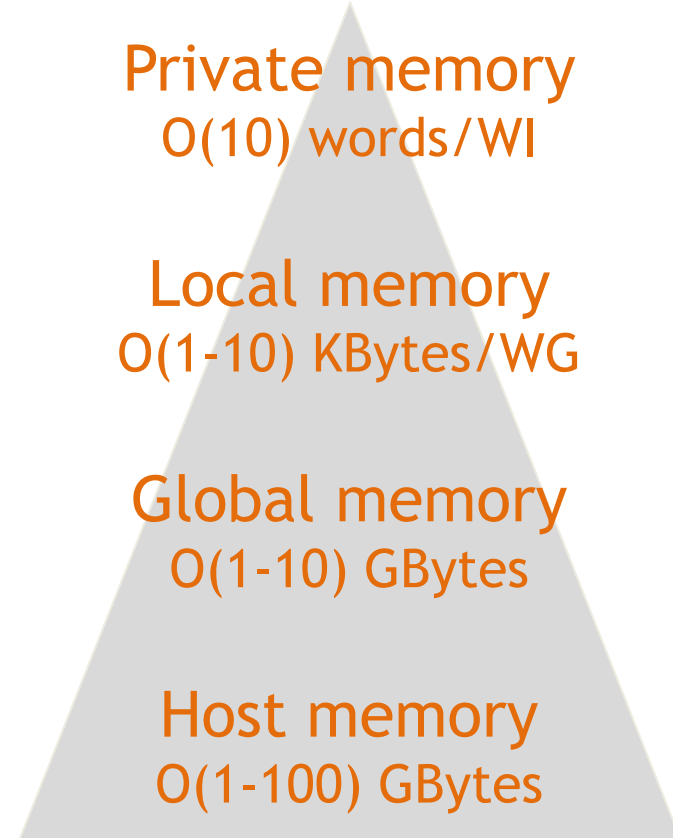 Private memory
O(10) words/WI
Local memory
O(1-10) KBytes/WG
Global memory
O(1-10) GBytes
Host memory
O(1-100) GBytes